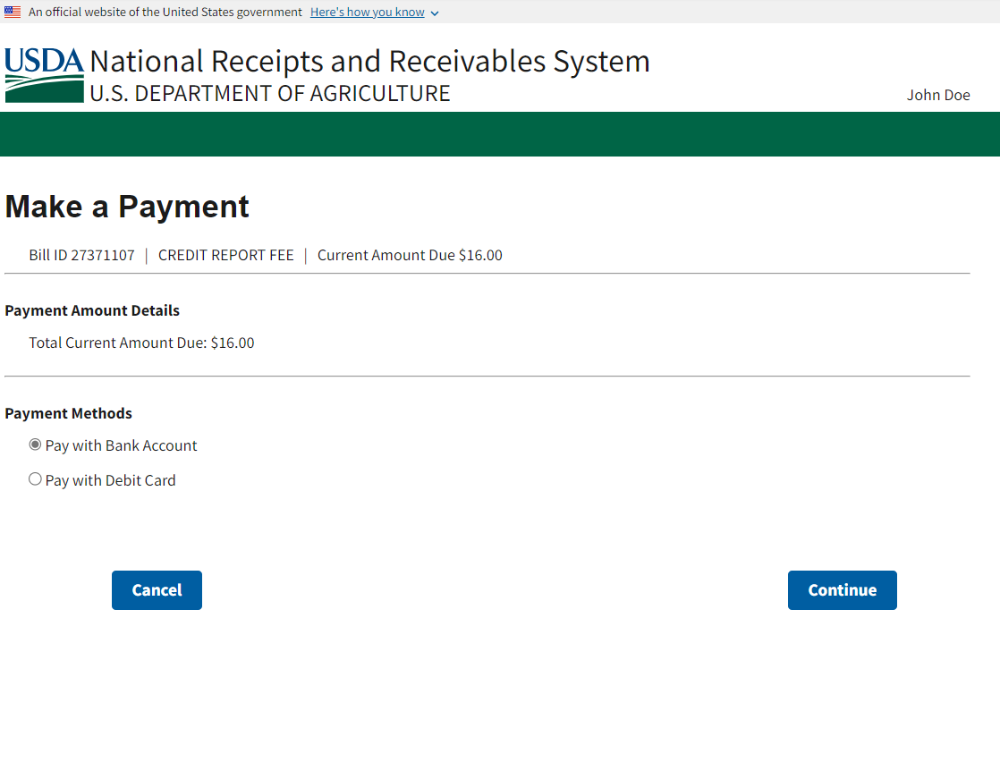 An official website of the United States government Here's how you know
USDA National Receipts and Receivables System
U.S. DEPARTMENT OF AGRICULTURE
John Doe
Make a Payment
Bill ID 27371107 | CREDIT REPORT FEE | Current Amount Due $16.00
Payment Amount Details
Total Current Amount Due: $16.00
Payment Methods
Pay with Bank Account
Pay with Debit Card
Cancel Continue